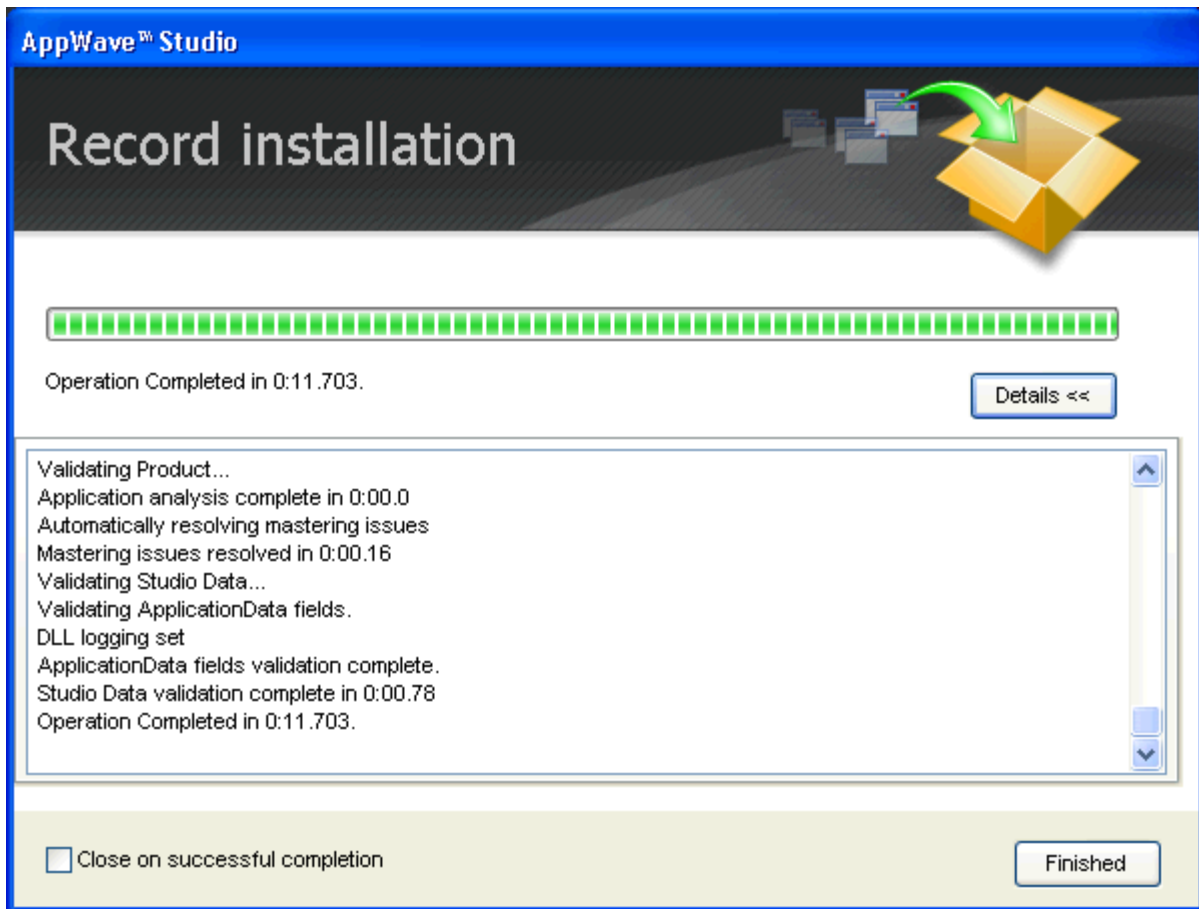 AppWave™ Studio
Record installation
Operation Completed in 0:11.703.
Details <<
Validating Product...
Application analysis complete in 0:00.0
Automatically resolving mastering issues
Mastering issues resolved in 0:00.16
Validating Studio Data...
Validating ApplicationData fields.
DLL logging set
ApplicationData fields validation complete.
Studio Data validation complete in 0:00.78
Operation Completed in 0:11.703.
Close on successful completion
Finished